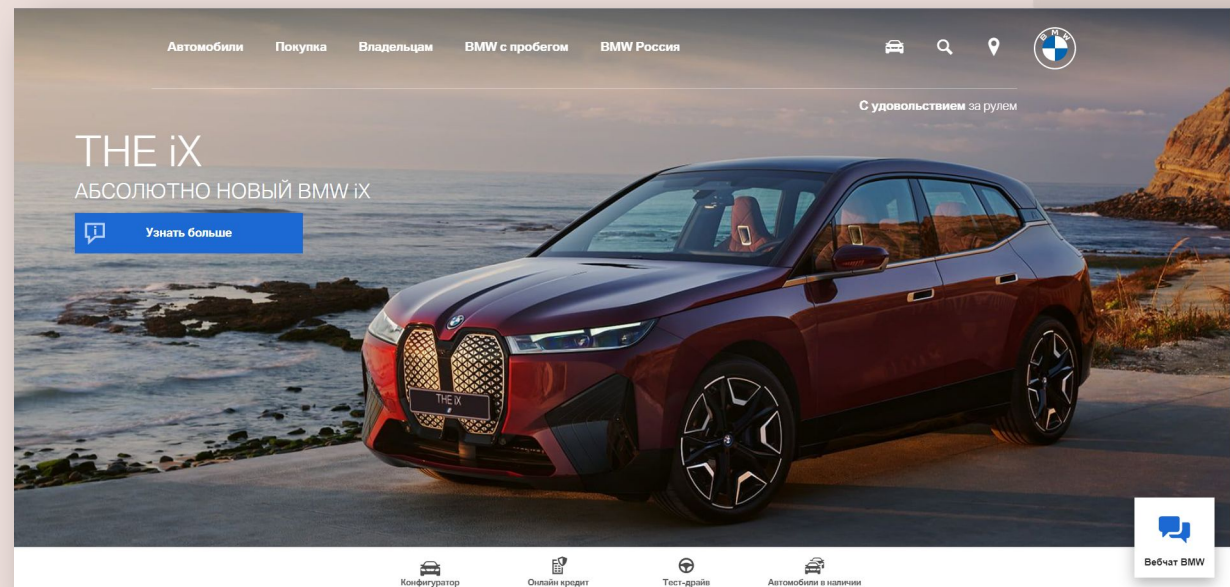 Автомобили Покупка Владельцам BMW с пробегом BMW Россия
BMW
С удовольствием за рулем
THE iX
АБСОЛЮТНО НОВЫЙ BMW iX
Узнать больше
THE iX
Вебчат BMW
Конфигуратор Онлайн кредит Тест-драйв Автомобили в наличии